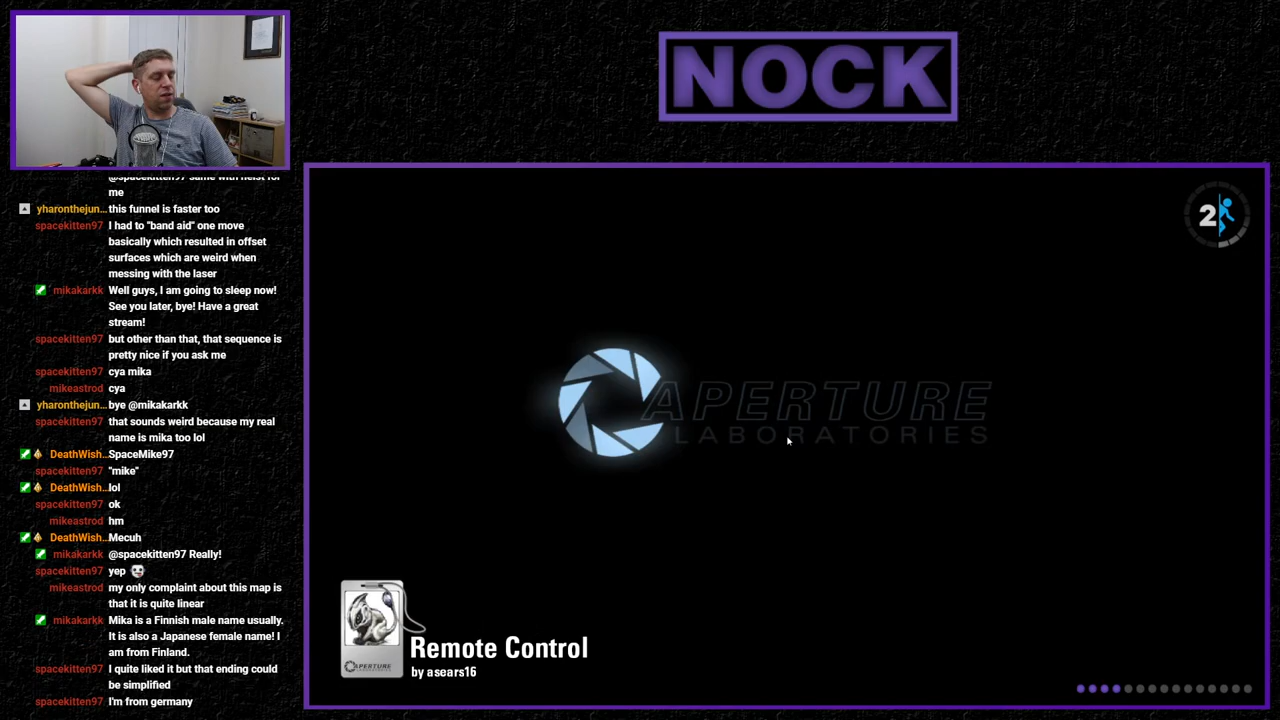 NOCK
@spacekitten97 same with heist for
me
yharonthejun... this funnel is faster too
spacekitten97 I had to "band aid" one move
basically which resulted in offset
surfaces which are weird when
messing with the laser
mikakarkk Well guys, I am going to sleep now!
See you later, bye! Have a great
stream!
spacekitten97 but other than that, that sequence is
pretty nice if you ask me
spacekitten97 cya mika
mikeastrod cya
yharonthejun... bye @mikakarkk
spacekitten97 that sounds weird because my real
name is mika too lol
DeathWish... SpaceMike97
spacekitten97 "mike"
DeathWish... lol
spacekitten97 ok
mikeastrod hm
DeathWish... Mecuh
mikakarkk @spacekitten97 Really!
spacekitten97 yep
mikeastrod my only complaint about this map is
that it is quite linear
mikakarkk Mika is a Finnish male name usually.
It is also a Japanese female name! I
am from Finland.
spacekitten97 I quite liked it but that ending could
be simplified
spacekitten97 I'm from germany
2
APERTURE
LABORATORIES
APERTURE
Remote Control
by asears16